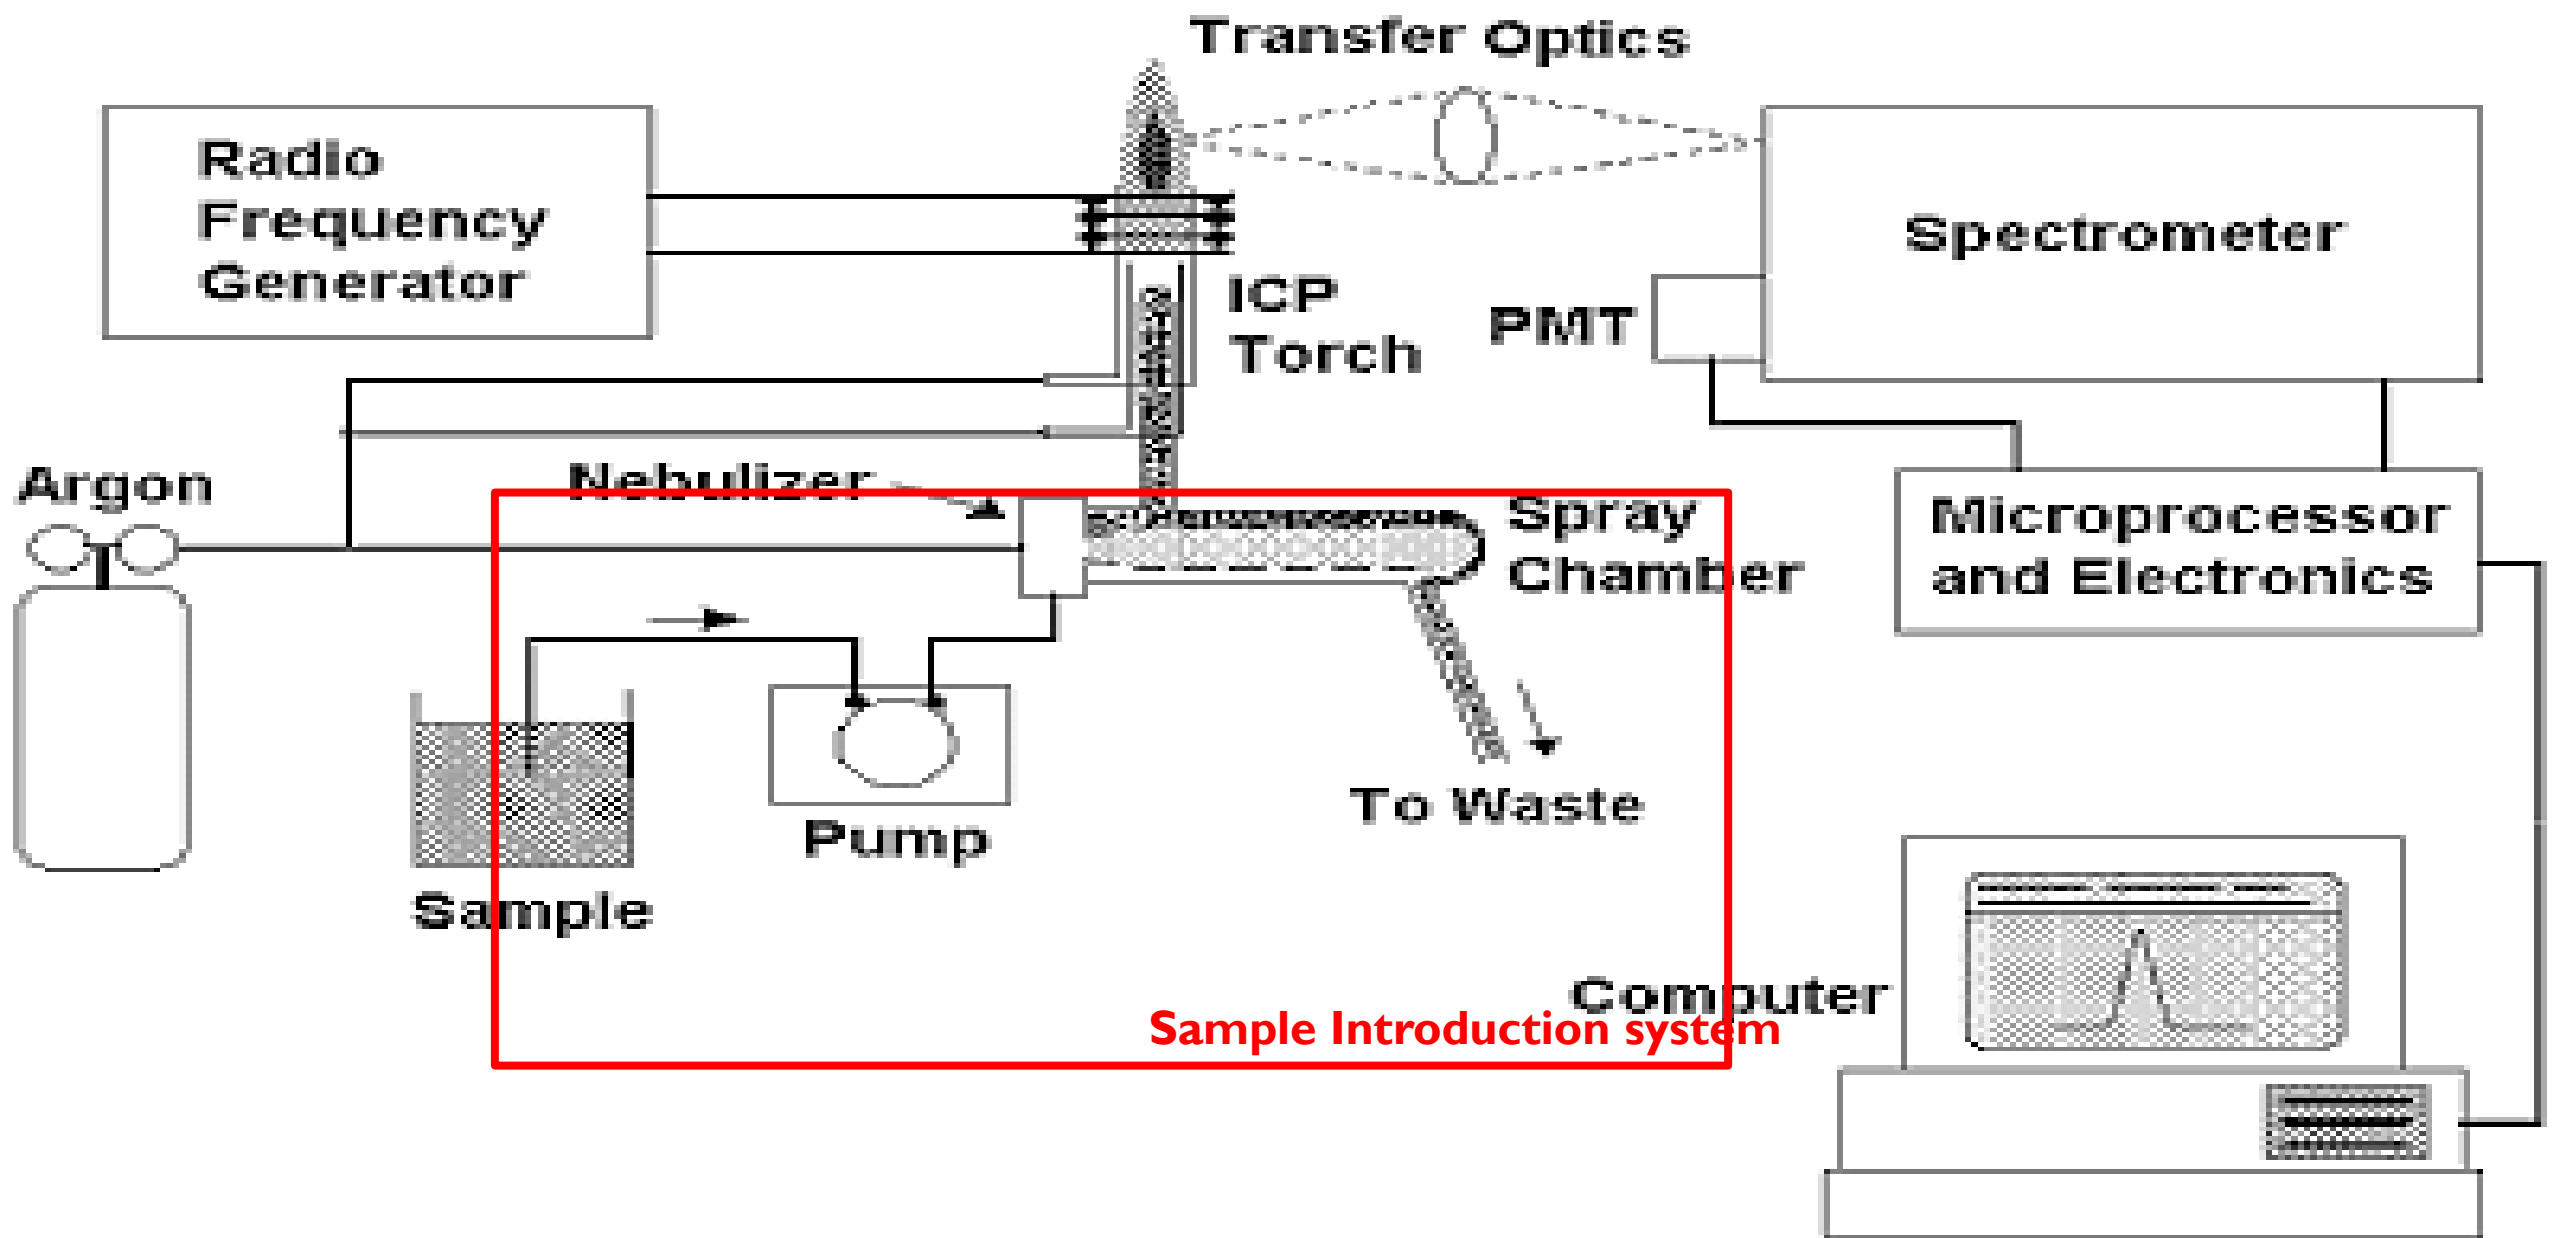 Transfer Optics
Radio
Frequency
Generator
Spectrometer
ICP
Torch
PMT
Argon
Nebulizer
Spray
Chamber
Microprocessor
and Electronics
To Waste
Pump
Sample
Computer
Sample Introduction system